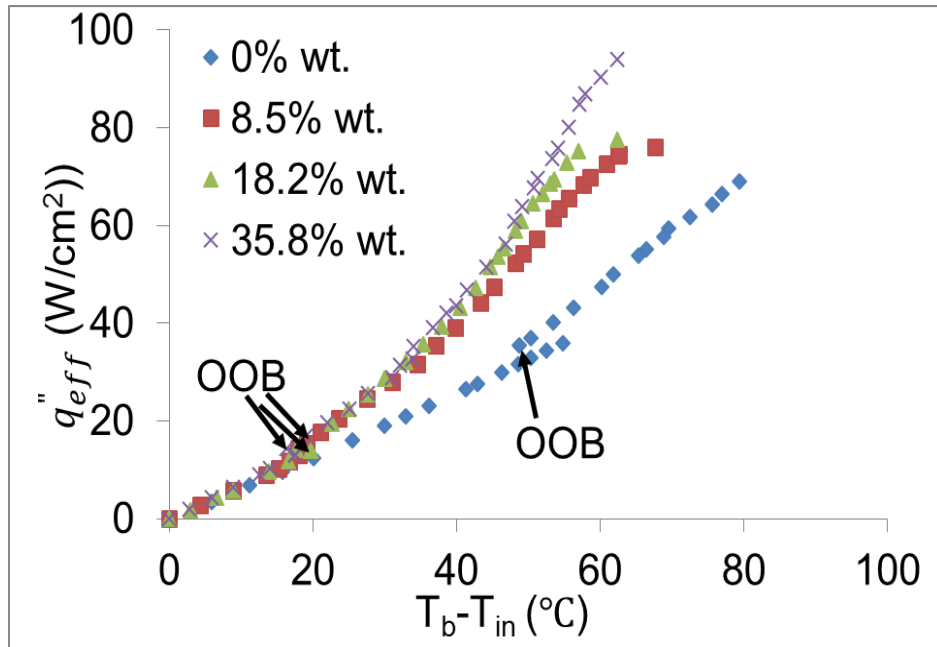 100
80
60
40
20
0
q"eff (W/cm²))
0% wt.
8.5% wt.
18.2% wt.
35.8% wt.
OOB
OOB
0 20 40 60 80 100
Tb-Tin (°C)